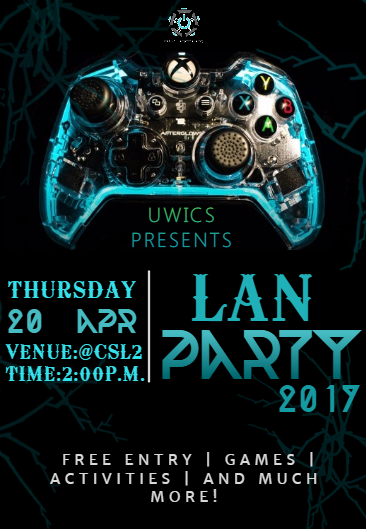 AFTERGLOW
Y
X
B
A
UWICS
PRESENTS
THURSDAY
20 APR
VENUE:@CSL2
TIME:2:00P.M.
LAN
PARTY
2017
FREE ENTRY | GAMES |
ACTIVITIES | AND MUCH
MORE!